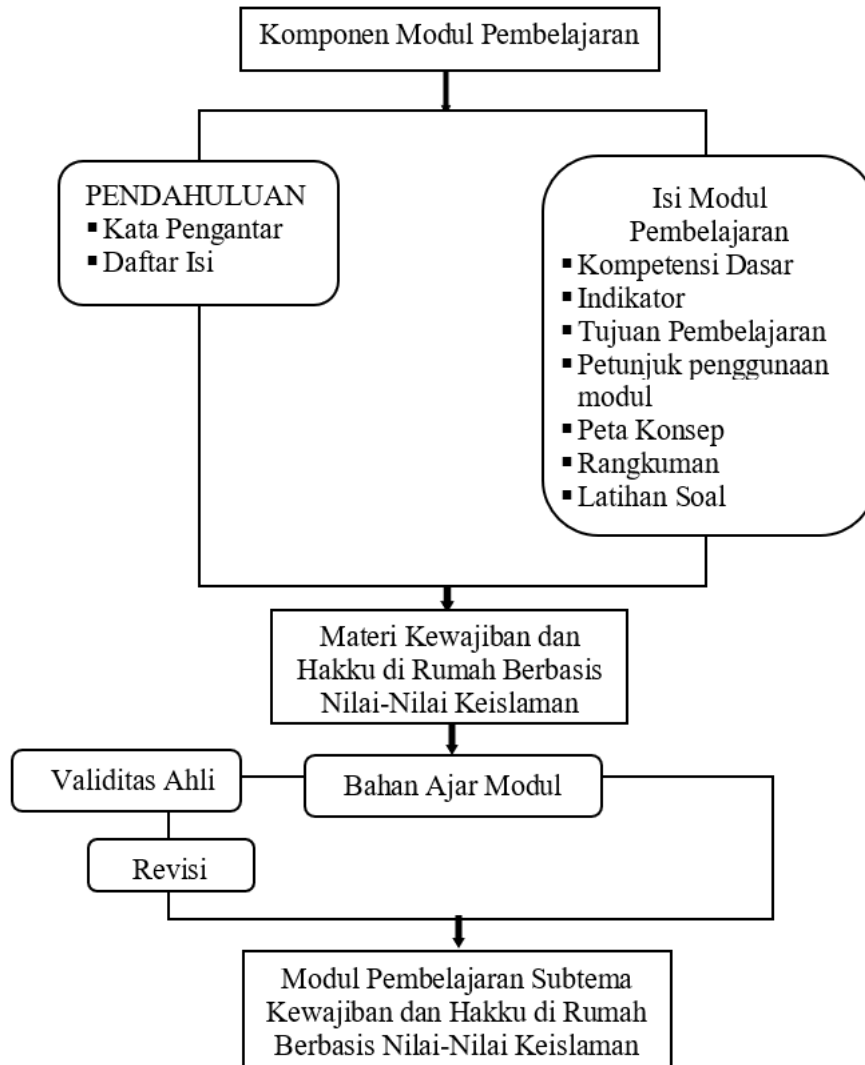 Komponen Modul Pembelajaran
PENDAHULUAN
▪ Kata Pengantar
▪ Daftar Isi
Isi Modul
Pembelajaran
▪ Kompetensi Dasar
▪ Indikator
▪ Tujuan Pembelajaran
▪ Petunjuk penggunaan
modul
▪ Peta Konsep
▪ Rangkuman
▪ Latihan Soal
Materi Kewajiban dan
Hakku di Rumah Berbasis
Nilai-Nilai Keislaman
Validitas Ahli
Bahan Ajar Modul
Revisi
Modul Pembelajaran Subtema
Kewajiban dan Hakku di Rumah
Berbasis Nilai-Nilai Keislaman